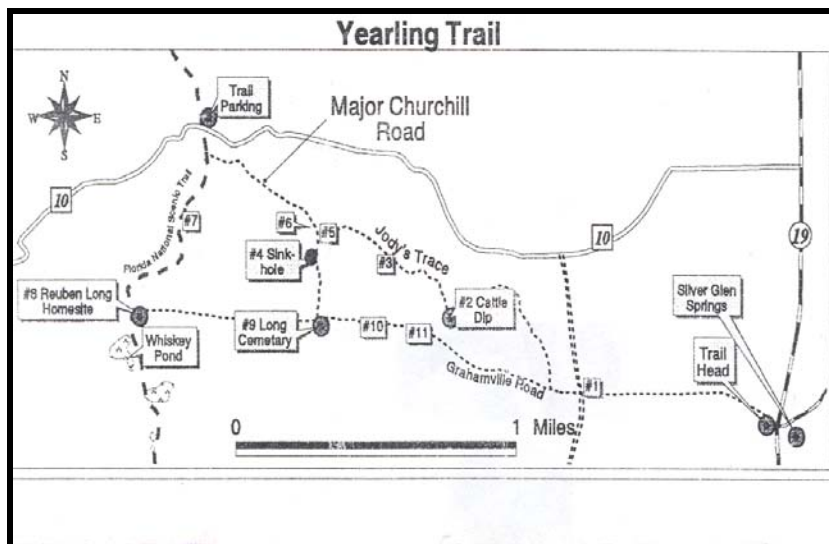 Yearling Trail
N
W E
S
Trail
Parking
Major Churchill
Road
10
Florida National Scenic Trail
#7
#6
#5
#4 Sink-
hole
Jody's Trace
#3
10
19
#8 Reuben Long
Homesite
#9 Long
Cemetary
#10
#11
#2 Cattle
Dip
Silver Glen
Springs
Whiskey
Pond
Grahamville Road
#1
Trail
Head
0 1 Miles